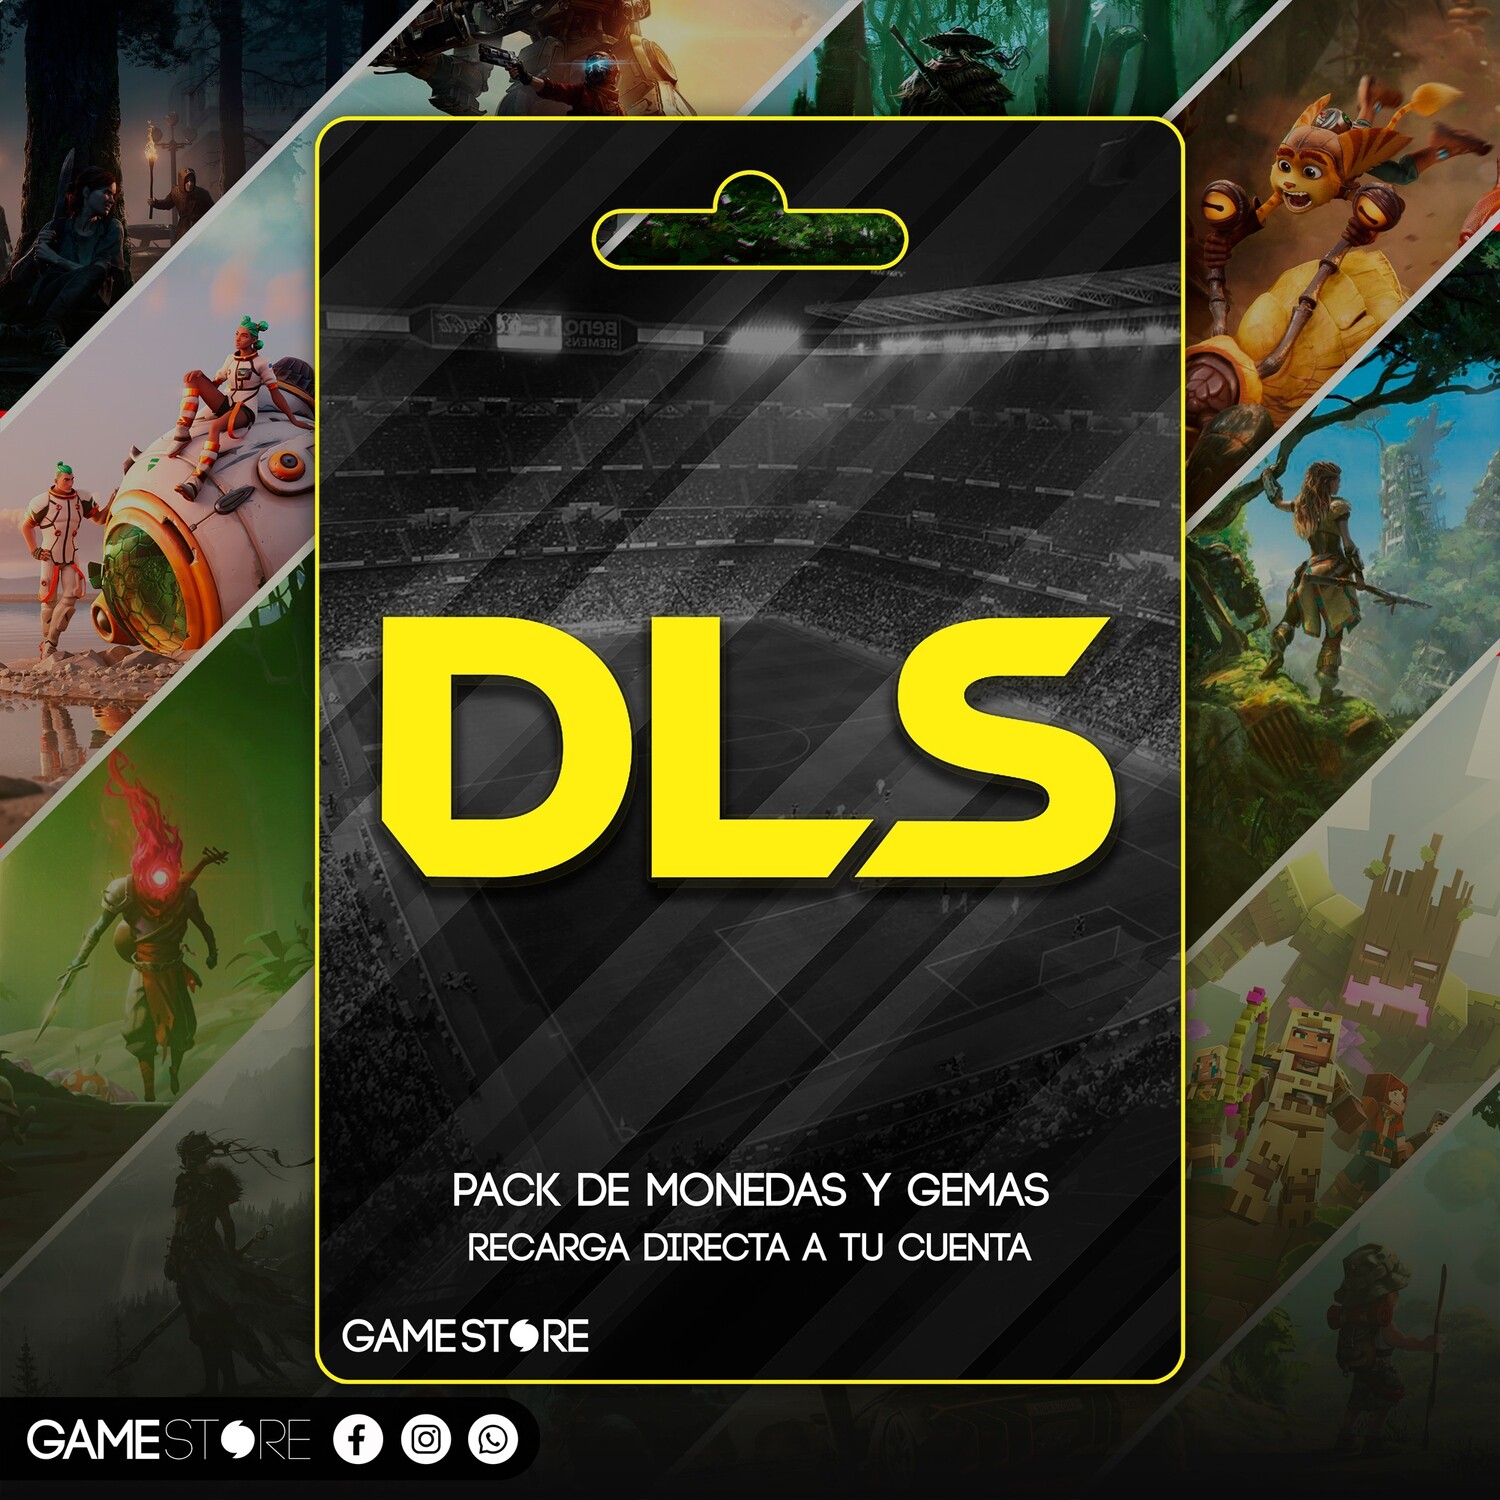 DLS
PACK DE MONEDAS Y GEMAS
RECARGA DIRECTA A TU CUENTA
GAMESTORE
GAMESTORE